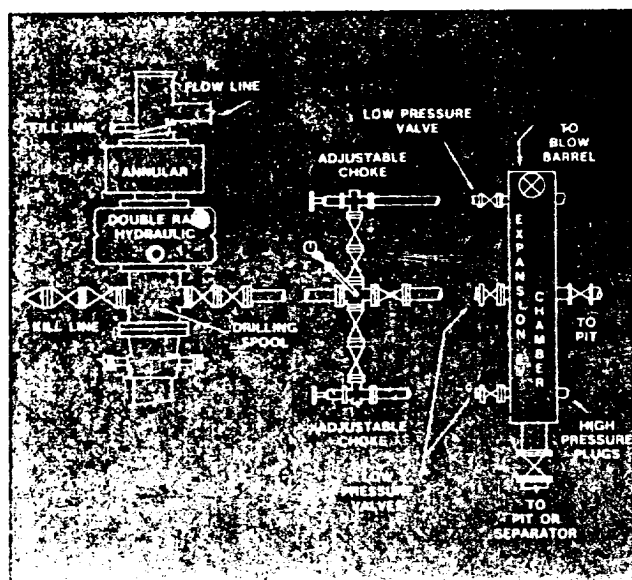 FLOW LINE
FILL LINE
ANNULAR
DOUBLE RAM
HYDRAULIC
KILL LINE
DRILLING
SPOOL
ADJUSTABLE
CHOKE
ADJUSTABLE
CHOKE
LOW PRESSURE
VALVE
LOW
PRESSURE
VALVES
TO
BLOW
BARREL
EXPANSION
CHAMBER
TO
PIT
HIGH
PRESSURE
PLUGS
TO
PIT OR
SEPARATOR